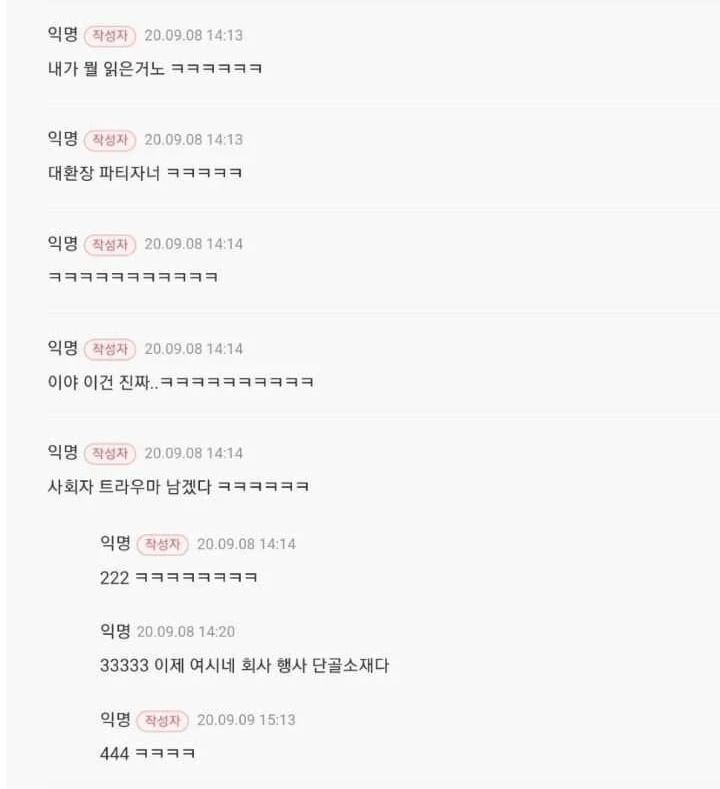 익명 작성자 20.09.08 14:13
내가 뭘 읽은거노 ㅋㅋㅋㅋㅋㅋ
익명 작성자 20.09.08 14:13
대환장 파티자너 ㅋㅋㅋㅋㅋ
익명 작성자 20.09.08 14:14
ㅋㅋㅋㅋㅋㅋㅋㅋㅋㅋㅋ
익명 작성자 20.09.08 14:14
이야 이건 진짜..ㅋㅋㅋㅋㅋㅋㅋㅋㅋㅋ
익명 작성자 20.09.08 14:14
사회자 트라우마 남겠다 ㅋㅋㅋㅋㅋㅋ
익명 작성자 20.09.08 14:14
222 ㅋㅋㅋㅋㅋㅋㅋㅋ
익명 20.09.08 14:20
33333 이제 여시네 회사 행사 단골소재다
익명 작성자 20.09.09 15:13
444 ㅋㅋㅋㅋ